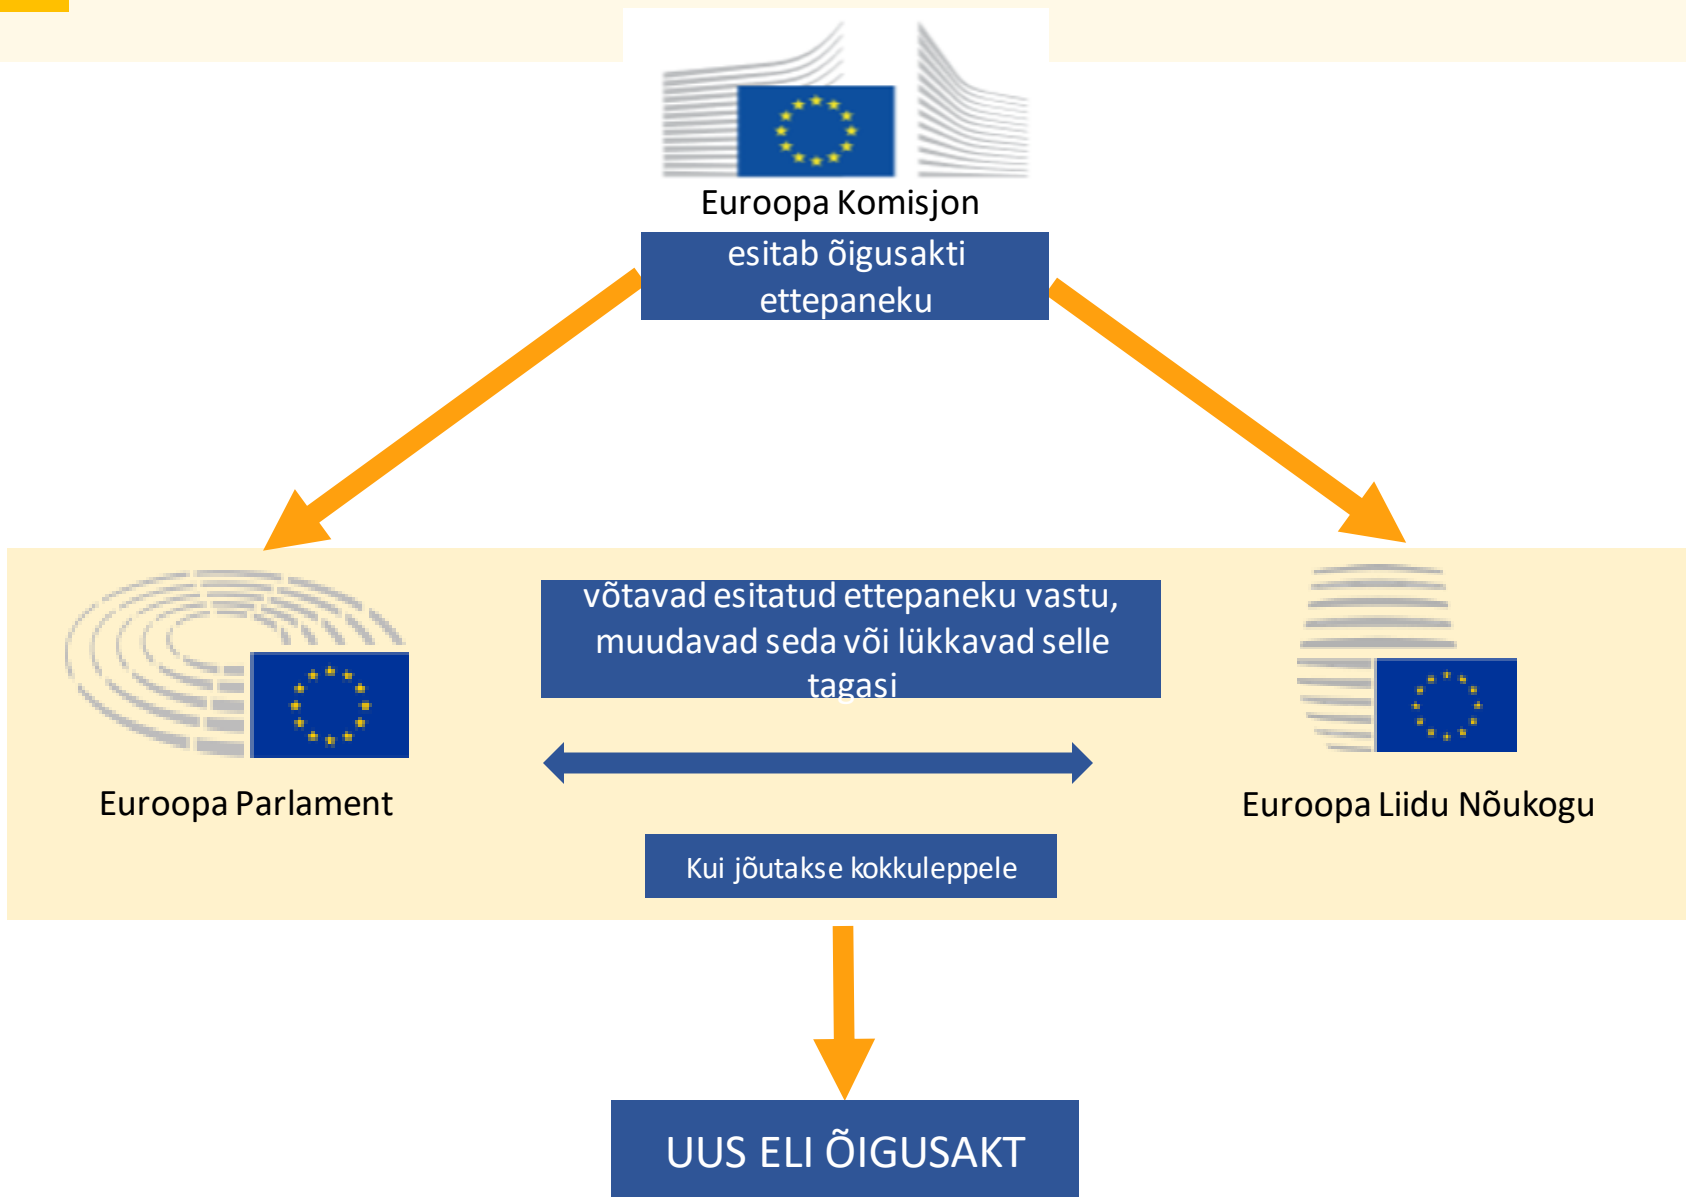 Euroopa Komisjon
esitab õigusakti
ettepaneku
võtavad esitatud ettepaneku vastu,
muudavad seda või lükkavad selle
tagasi
Euroopa Parlament
Euroopa Liidu Nõukogu
Kui jõutakse kokkuleppele
UUS ELI ÕIGUSAKT